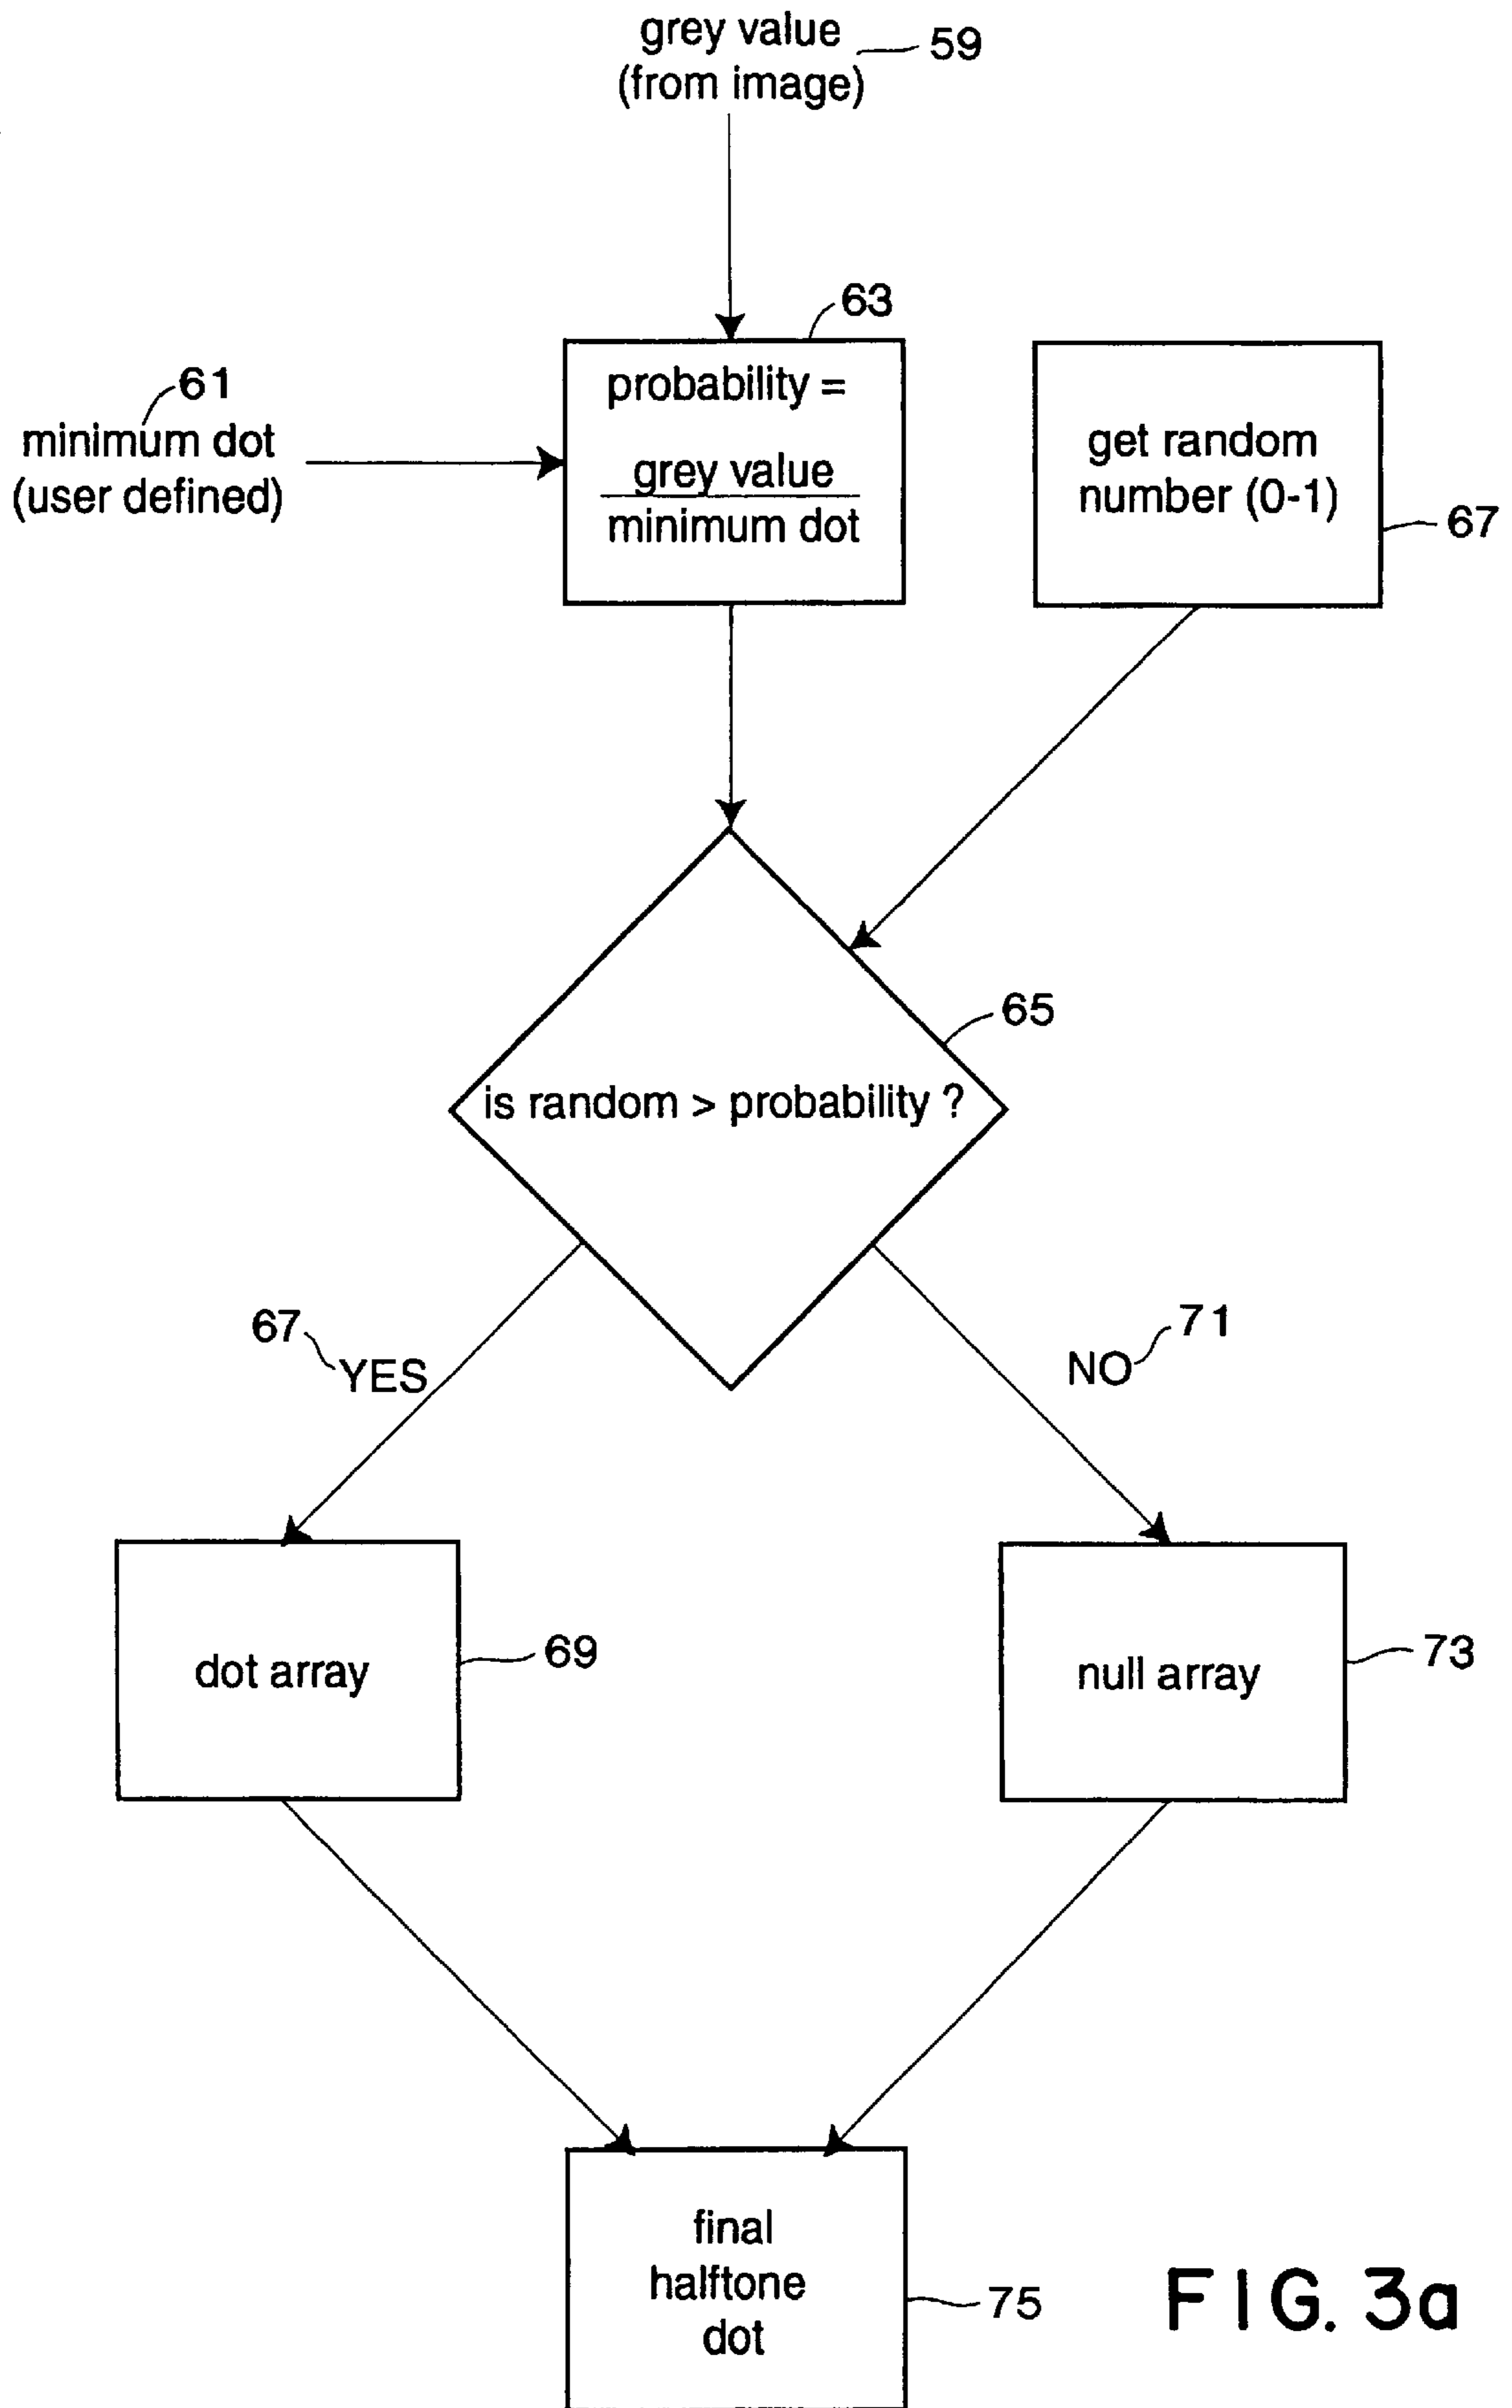 grey value
(from image)
59
63
probability =
grey value
minimum dot
61
minimum dot
(user defined)
get random
number (0-1)
67
65
is random > probability ?
67
YES
71
NO
dot array
69
null array
73
final
halftone
dot
75
FIG. 3a